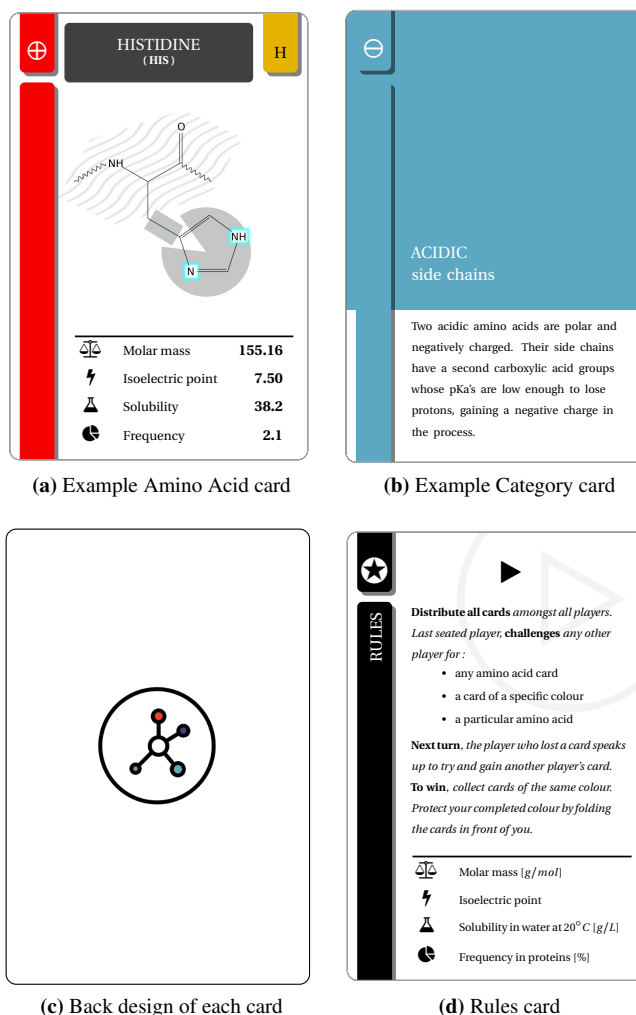 HISTIDINE
( HIS )
H
O
NH
NH
N
Molar mass 155.16
Isoelectric point 7.50
Solubility 38.2
Frequency 2.1
(a) Example Amino Acid card
ACIDIC
side chains
Two acidic amino acids are polar and
negatively charged. Their side chains
have a second carboxylic acid groups
whose pKa's are low enough to lose
protons, gaining a negative charge in
the process.
(b) Example Category card
(c) Back design of each card
RULES
Distribute all cards amongst all players.
Last seated player, challenges any other
player for :
• any amino acid card
• a card of a specific colour
• a particular amino acid
Next turn, the player who lost a card speaks
up to try and gain another player's card.
To win, collect cards of the same colour.
Protect your completed colour by folding
the cards in front of you.
Molar mass [g/mol]
Isoelectric point
Solubility in water at 20°C [g/L]
Frequency in proteins [%]
(d) Rules card